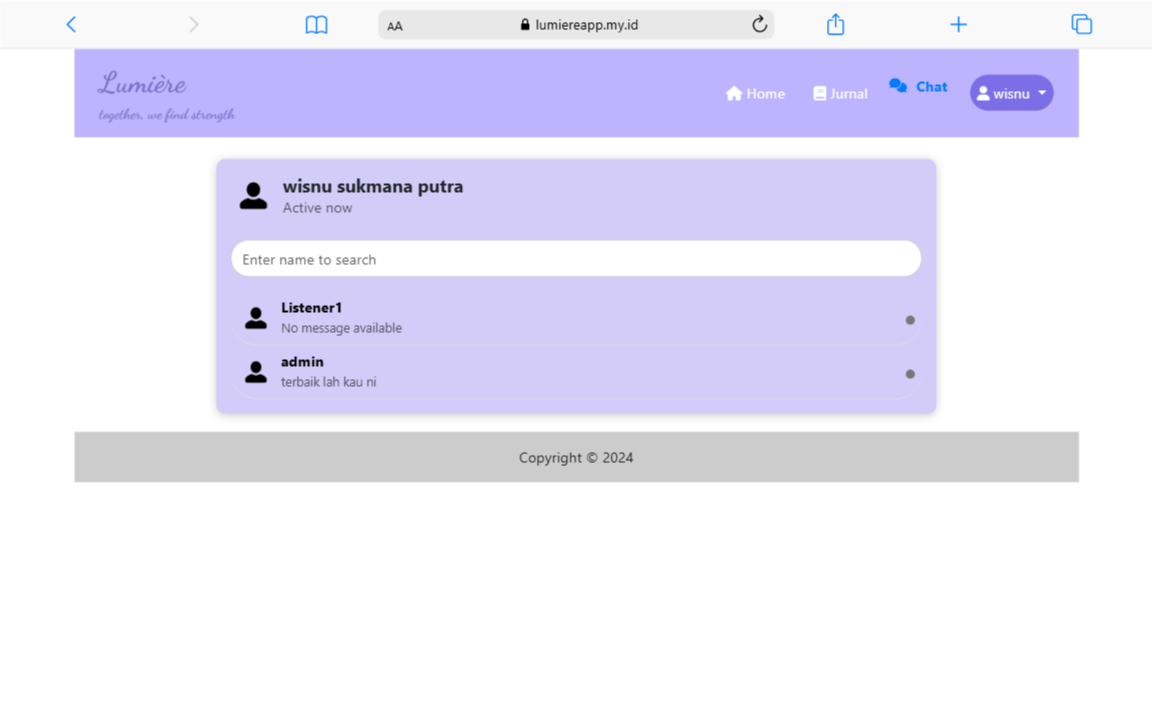 AA lumiereapp.my.id
Lumière
together, we find strength
Home Jurnal Chat wisnu
wisnu sukmana putra
Active now
Enter name to search
Listener1
No message available
admin
terbaik lah kau ni
Copyright © 2024